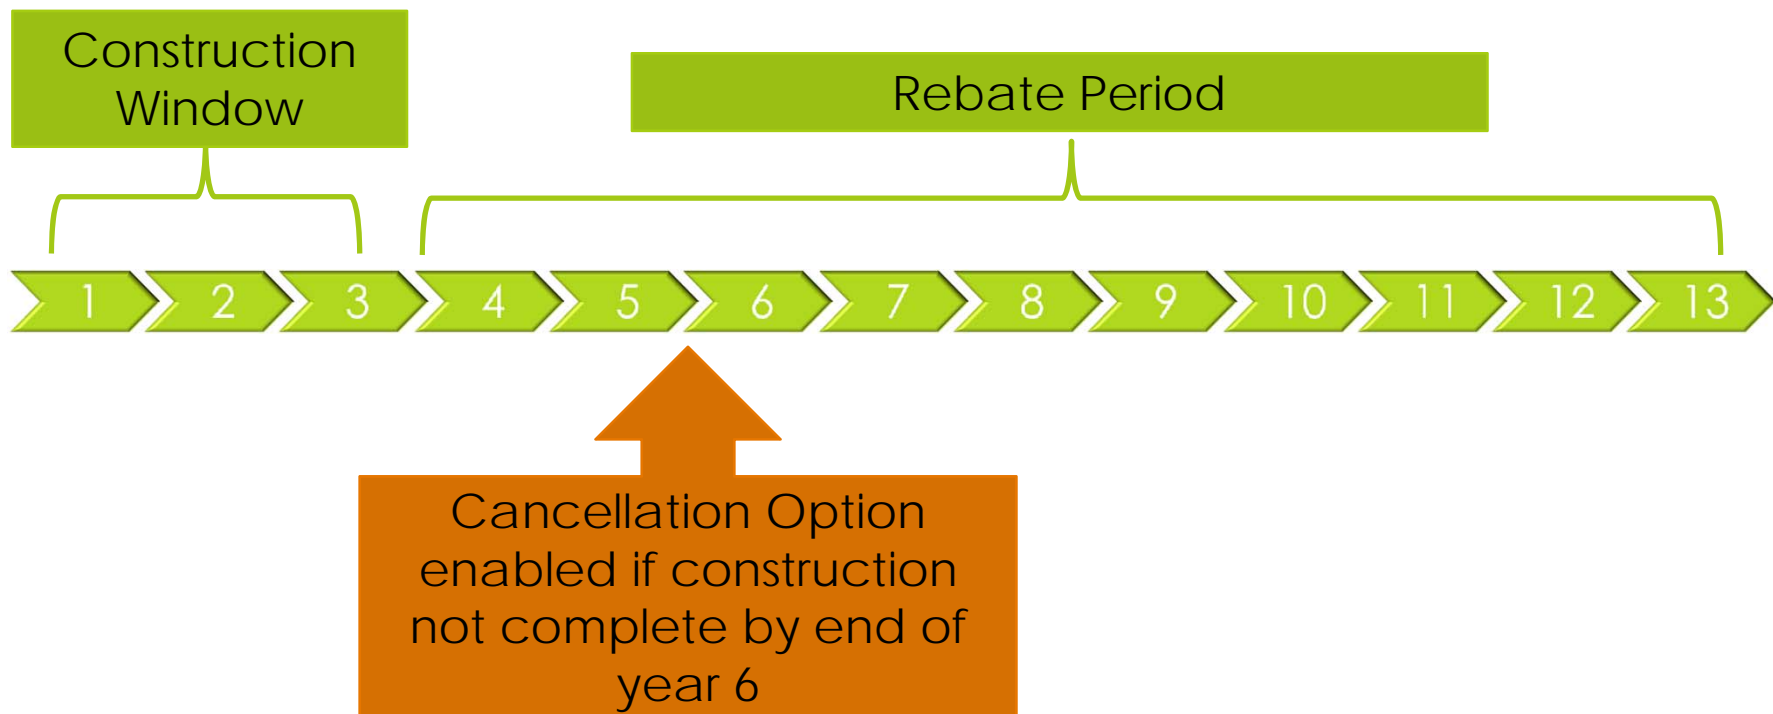 Construction
Window
Rebate Period
1 2 3 4 5 6 7 8 9 10 11 12 13
Cancellation Option
enabled if construction
not complete by end of
year 6